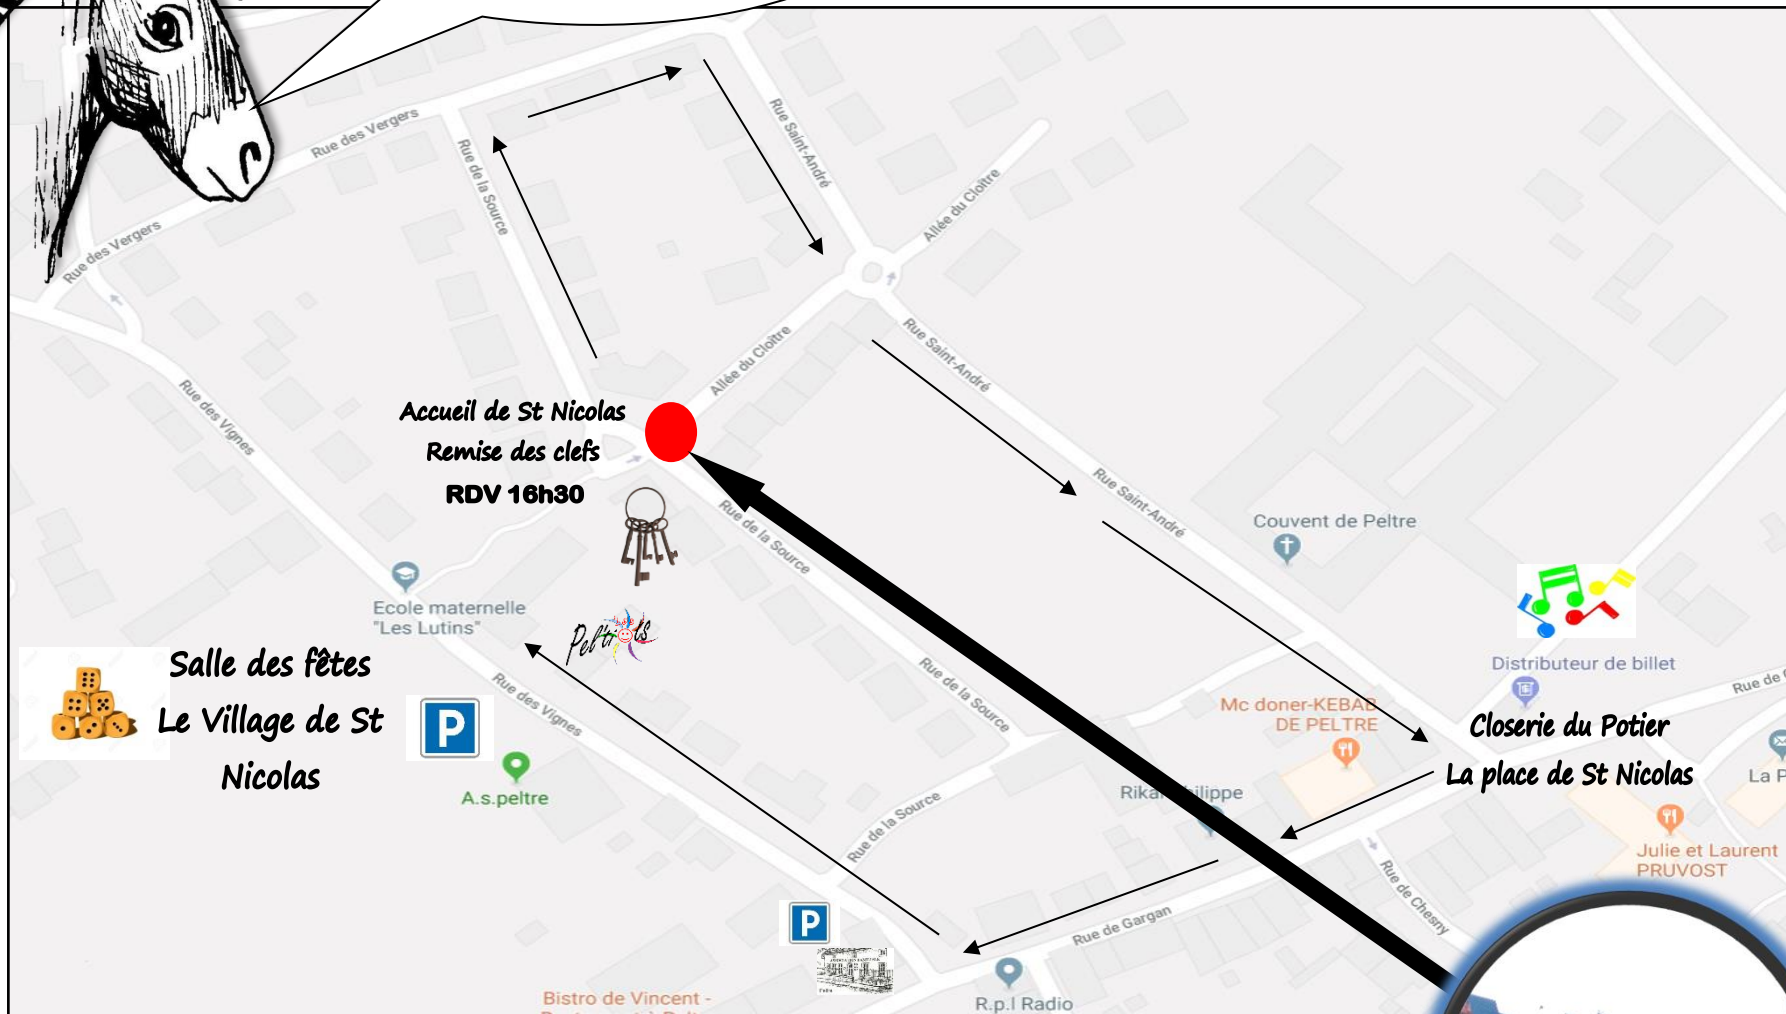 Rue des Vergers
Rue de la Source
Rue Saint-André
Allée du Cloître
Rue des Vergers
Rue des Vignes
Allée du Cloître
Rue Saint-André
Accueil de St Nicolas
Remise des clefs
RDV 16h30
Rue de la Source
Rue Saint-André
Couvent de Peltre
Ecole maternelle
"Les Lutins"
Pel'tiots
Salle des fêtes
Le Village de St
Nicolas
P
Rue des Vignes
A.s.peltre
Rue de la Source
Distributeur de billet
Rue de
Mc doner-KEBAB
DE PELTRE
Closerie du Potier
La place de St Nicolas
La P
Rue de la Source
Julie et Laurent
PRUVOST
Rue de Chesny
P
Rue de Gargan
Bistro de Vincent -
R.p.l Radio